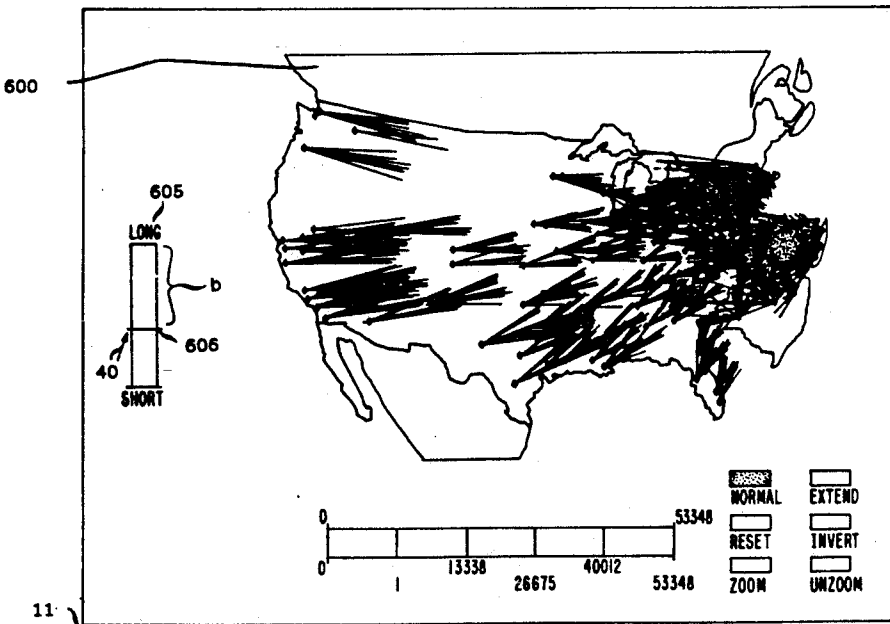 600
605
LONG
b
40
606
SHORT
0
53348
0
1
13338
26675
40012
53348
NORMAL
EXTEND
RESET
INVERT
ZOOM
UNZOOM
11